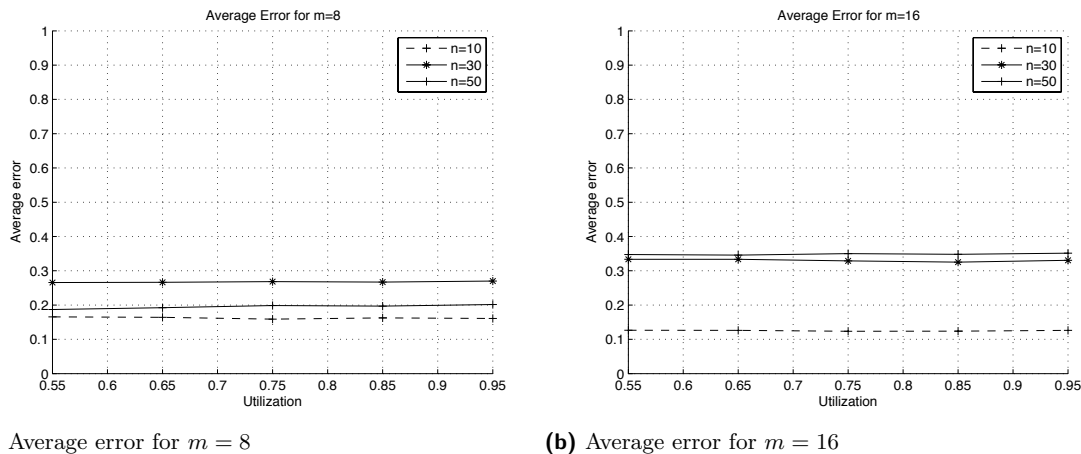 Average Error for m=8
1
0.9
0.8
0.7
0.6
0.5
0.4
0.3
0.2
0.1
0
Average error
n=10
n=30
n=50
0.55 0.6 0.65 0.7 0.75 0.8 0.85 0.9 0.95
Utilization
Average error for m = 8
Average Error for m=16
1
0.9
0.8
0.7
0.6
0.5
0.4
0.3
0.2
0.1
0
Average error
n=10
n=30
n=50
0.55 0.6 0.65 0.7 0.75 0.8 0.85 0.9 0.95
Utilization
(b) Average error for m = 16